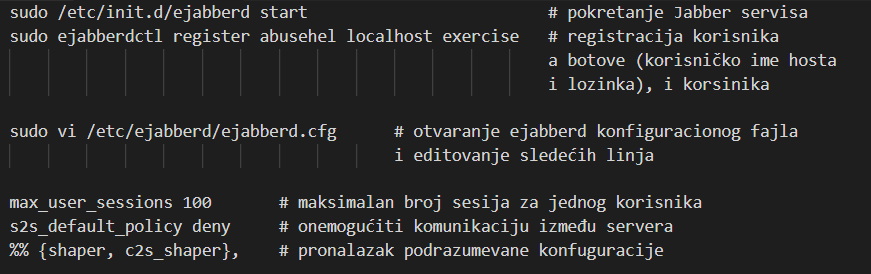 sudo /etc/init.d/ejabberd start # pokretanje Jabber servisa
sudo ejabberdctl register abusehel localhost exercise # registracija korisnika
a botove (korisničko ime hosta
i lozinka), i korsinika
sudo vi /etc/ejabberd/ejabberd.cfg # otvaranje ejabberd konfiguracionog fajla
i editovanje sledećih linja
max_user_sessions 100 # maksimalan broj sesija za jednog korisnika
s2s_default_policy deny # onemogućiti komunikaciju između servera
%% {shaper, c2s_shaper}, # pronalazak podrazumevane konfuguracije